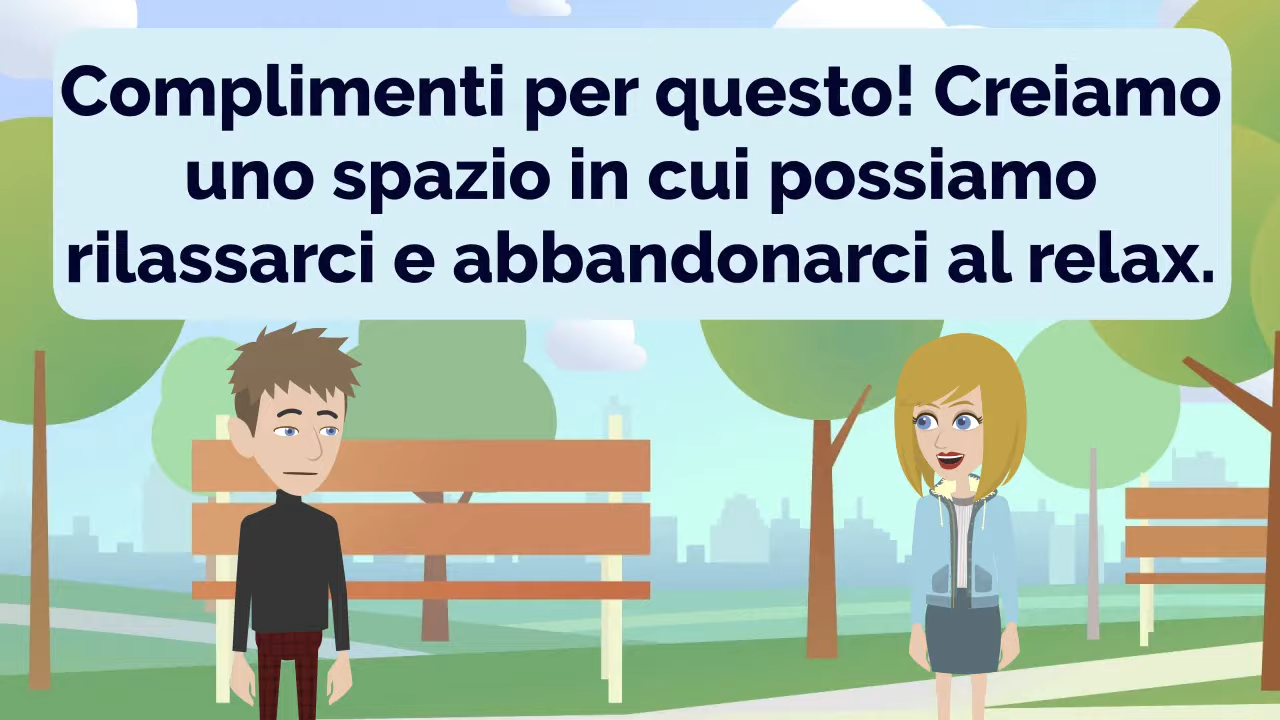 Complimenti per questo! Creiamo
uno spazio in cui possiamo
rilassarci e abbandonarci al relax.